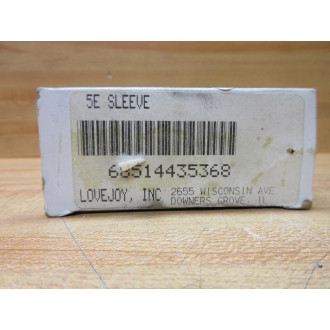 5E SLEEVE
68514435368
LOVEJOY, INC 2655 WISCONSIN AVE
DOWNERS GROVE, IL